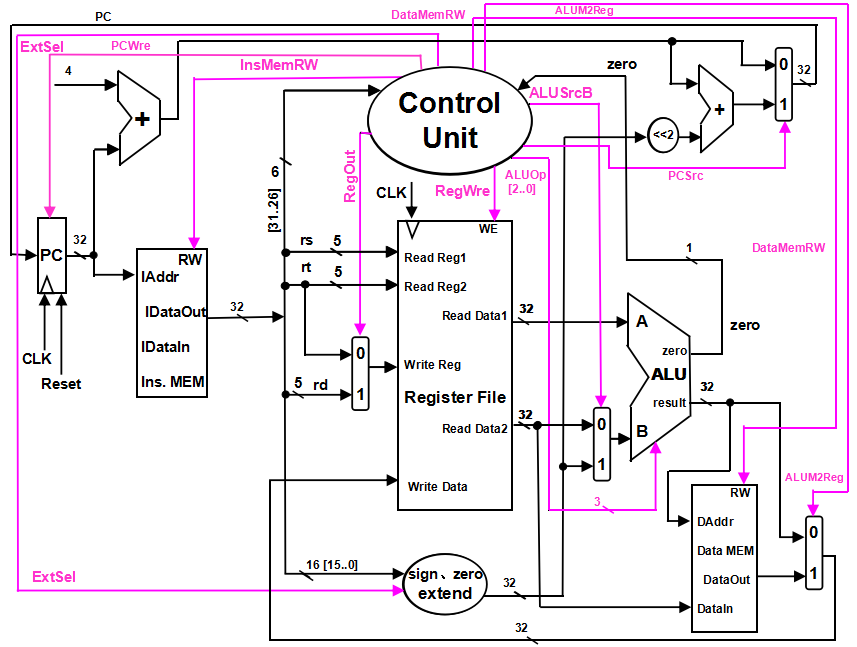 PC
DataMemRW
ALUM2Reg
ExtSel
PCWre
4
InsMemRW
zero
0
32
+
Control
Unit
ALUSrcB
+
1
<<2
6
[31..26]
RegOut
CLK
RegWre
ALUOp
[2..0]
PCSrc
WE
32
PC
RW
IAddr
IDataOut
IDataIn
Ins. MEM
32
CLK
Reset
rs
5
rt
5
Read Reg1
Read Reg2
Read Data1
32
1
DataMemRW
A
zero
zero
ALU
result
32
0
1
5
rd
Write Reg
Register File
Read Data2
32
0
1
B
Write Data
3
RW
ALUM2Reg
DAddr
Data MEM
DataOut
DataIn
0
1
16 [15..0]
ExtSel
sign、zero
extend
32
32